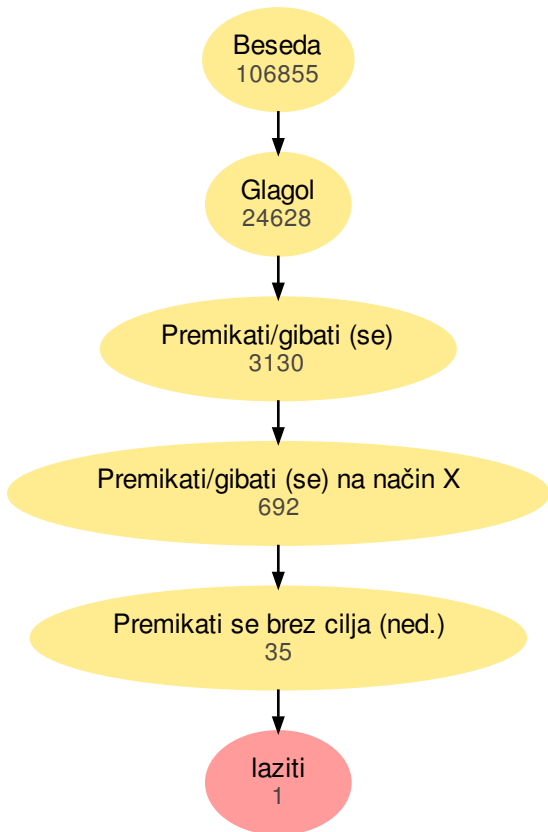 Beseda
106855
Glagol
24628
Premikati/gibati (se)
3130
Premikati/gibati (se) na način X
692
Premikati se brez cilja (ned.)
35
laziti
1